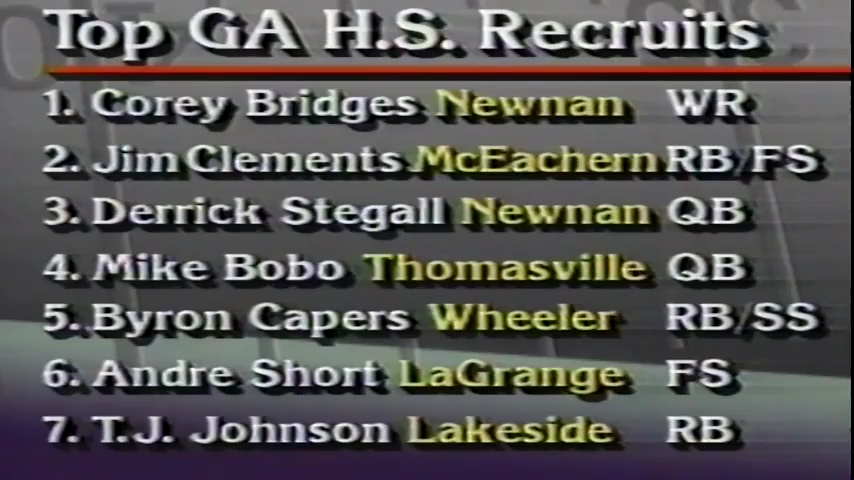 Top GA H.S. Recruits
1. Corey Bridges Newnan WR
2. Jim Clements McEachern RB/FS
3. Derrick Stegall Newnan QB
4. Mike Bobo Thomasville QB
5. Byron Capers Wheeler RB/SS
6. Andre Short LaGrange FS
7. T.J. Johnson Lakeside RB